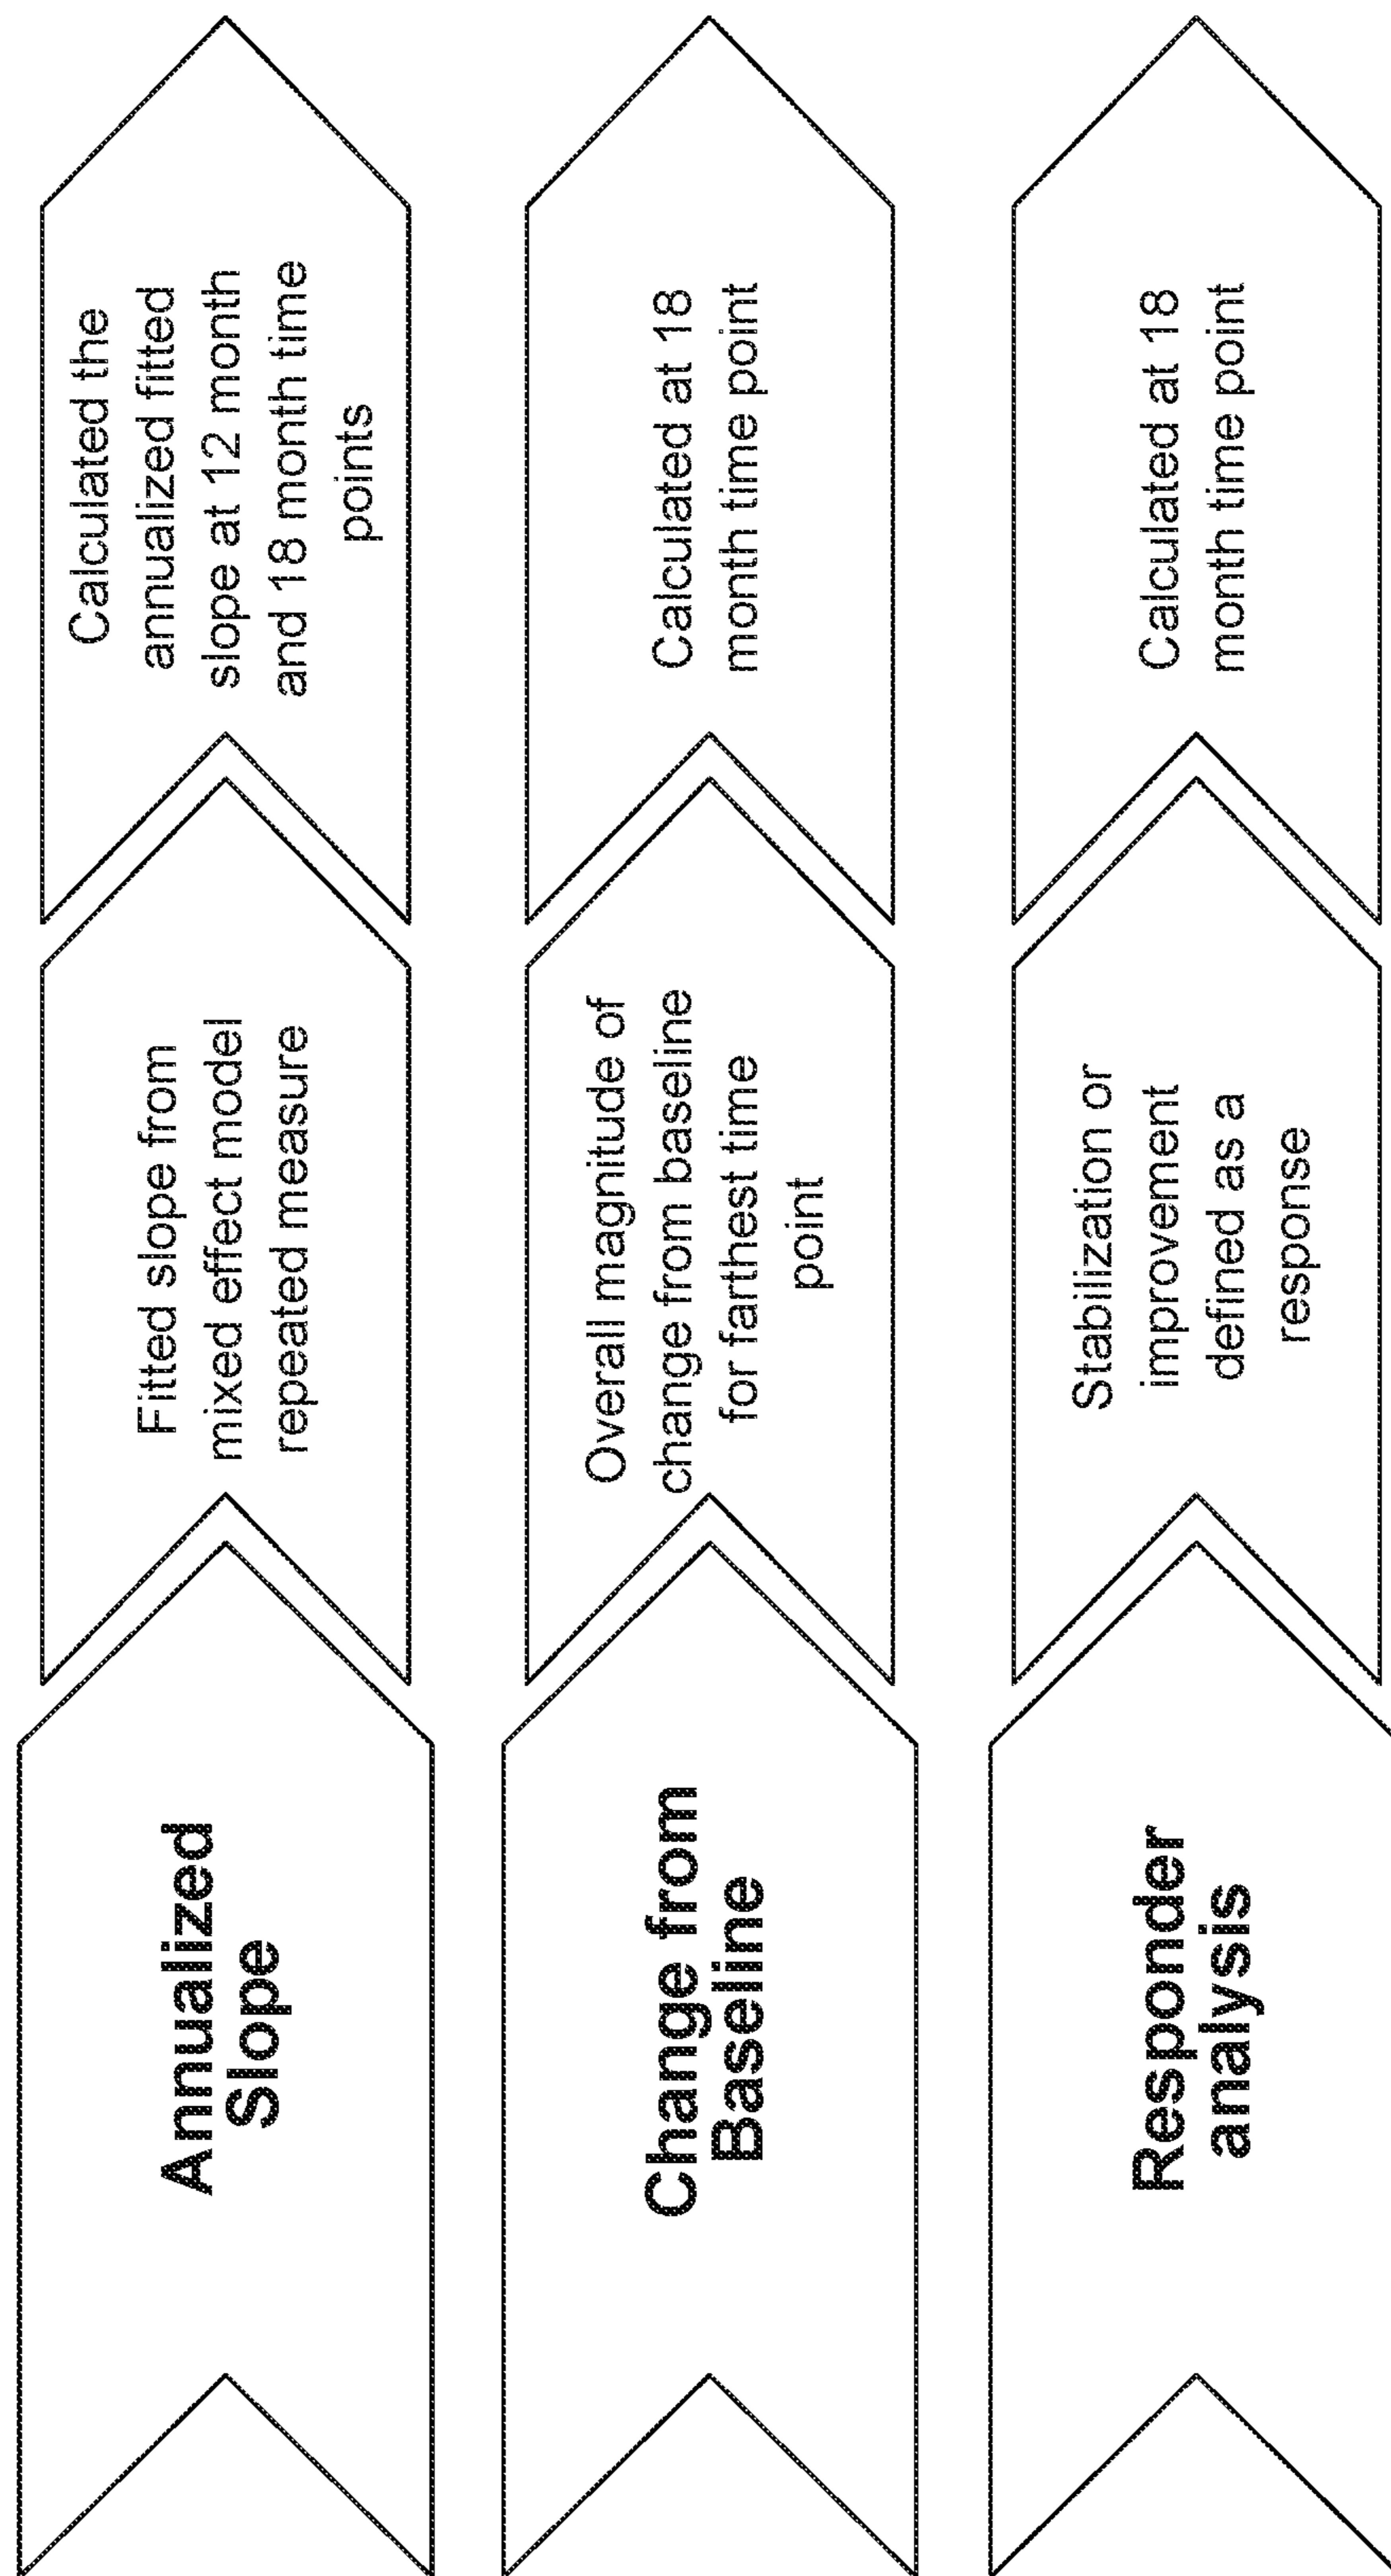 Annualized
Slope
Fitted slope from
mixed effect model
repeated measure
Calculated the
annualized fitted
slope at 12 month
and 18 month time
points
Change from
Baseline
Overall magnitude of
change from baseline
for farthest time
point
Calculated at 18
month time point
Responder
analysis
Stabilization or
improvement
defined as a
response
Calculated at 18
month time point